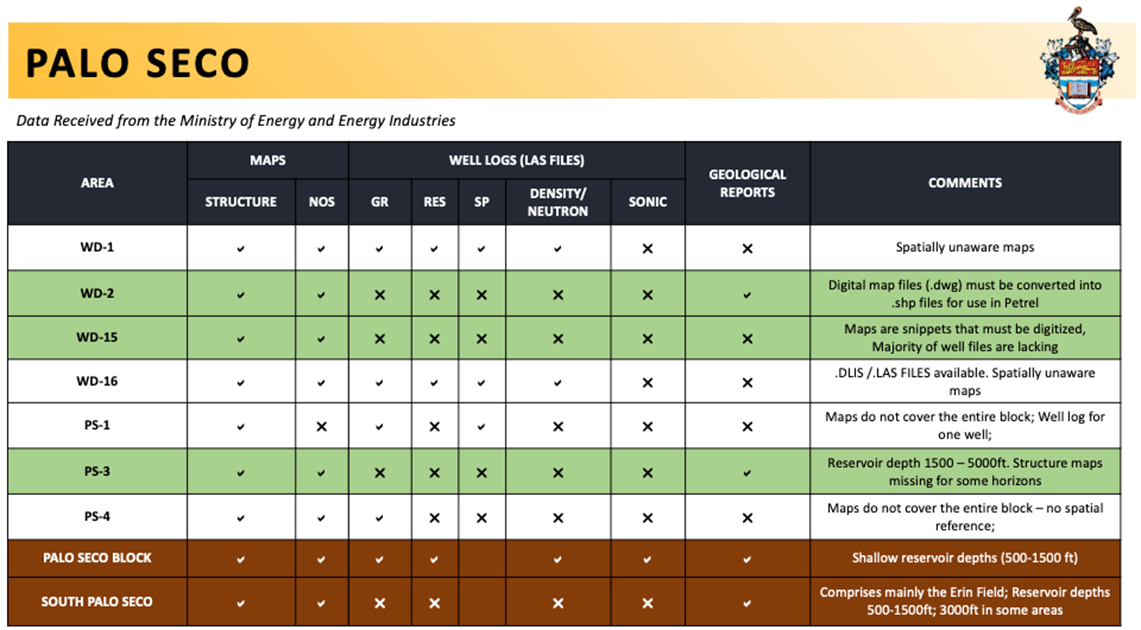 PALO SECO
Data Received from the Ministry of Energy and Energy Industries
AREA MAPS WELL LOGS (LAS FILES) GEOLOGICAL REPORTS COMMENTS
STRUCTURE NOS GR RES SP DENSITY/ NEUTRON SONIC
WD-1 ✓ ✓ ✓ ✓ ✓ ✓ ✕ ✕ Spatially unaware maps
WD-2 ✓ ✓ ✕ ✕ ✕ ✕ ✕ ✓ Digital map files (.dwg) must be converted into
.shp files for use in Petrel
WD-15 ✓ ✓ ✕ ✕ ✕ ✕ ✕ ✕ Maps are snippets that must be digitized,
Majority of well files are lacking
WD-16 ✓ ✓ ✓ ✓ ✓ ✓ ✕ ✕ .DLIS /.LAS FILES available. Spatially unaware
maps
PS-1 ✓ ✕ ✓ ✕ ✓ ✕ ✕ ✕ Maps do not cover the entire block; Well log for
one well;
PS-3 ✓ ✓ ✕ ✕ ✕ ✕ ✕ ✓ Reservoir depth 1500 – 5000ft. Structure maps
missing for some horizons
PS-4 ✓ ✓ ✓ ✕ ✕ ✕ ✕ ✕ Maps do not cover the entire block – no spatial
reference;
PALO SECO BLOCK ✓ ✓ ✓ ✓ ✓ ✓ ✓ Shallow reservoir depths (500-1500 ft)
SOUTH PALO SECO ✓ ✓ ✕ ✕ ✕ ✕ ✓ Comprises mainly the Erin Field; Reservoir depths
500-1500ft; 3000ft in some areas